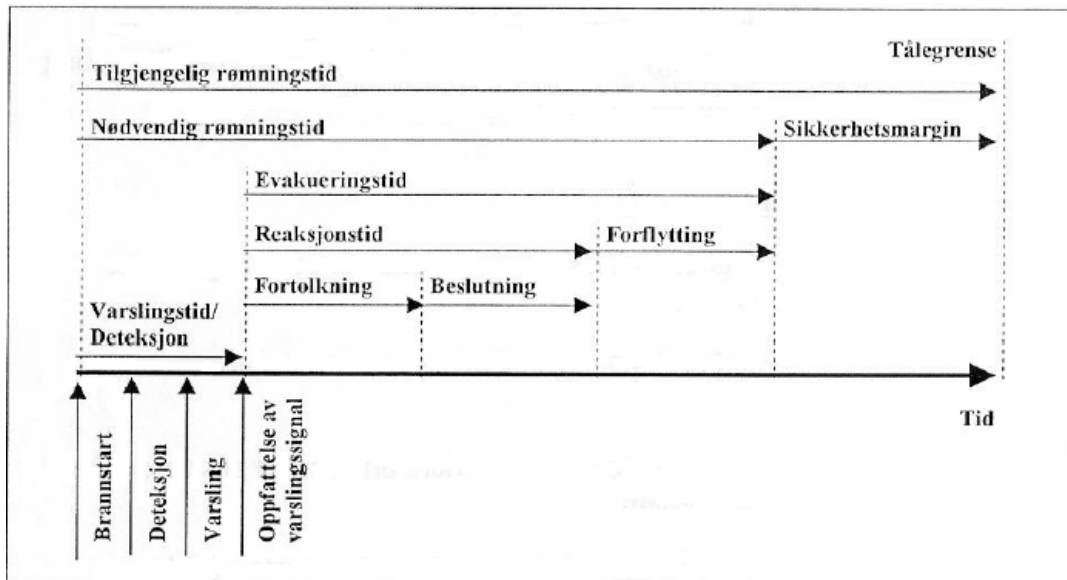 Tålegrense
Tilgjengelig rømningstid
Nødvendig rømningstid
Sikkerhetsmargin
Evakueringstid
Reaksjonstid
Forflytting
Fortolkning
Beslutning
Varslingstid/
Deteksjon
Tid
Brannstart
Deteksjon
Varsling
Oppfattelse av
varslingssignal